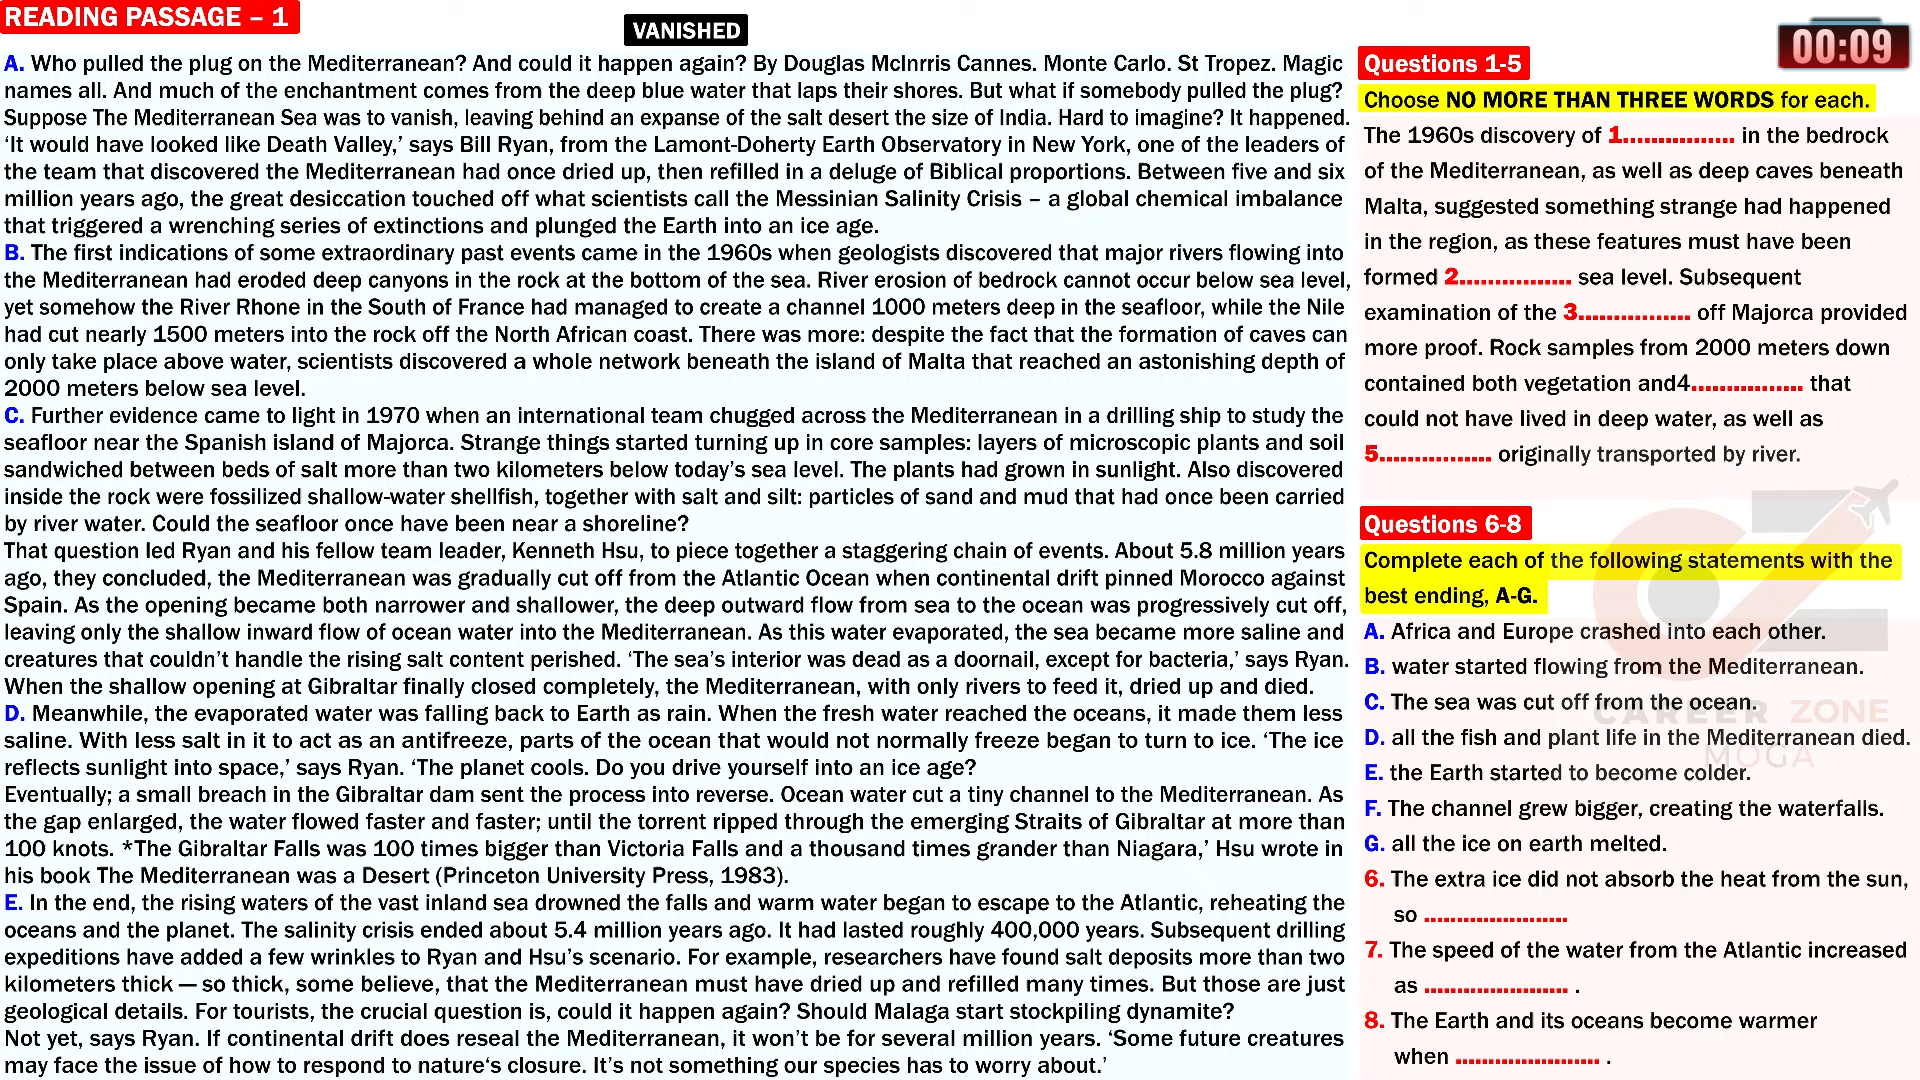 READING PASSAGE – 1
VANISHED
A. Who pulled the plug on the Mediterranean? And could it happen again? By Douglas McInrris Cannes. Monte Carlo. St Tropez. Magic
names all. And much of the enchantment comes from the deep blue water that laps their shores. But what if somebody pulled the plug?
Suppose The Mediterranean Sea was to vanish, leaving behind an expanse of the salt desert the size of India. Hard to imagine? It happened.
‘It would have looked like Death Valley,’ says Bill Ryan, from the Lamont-Doherty Earth Observatory in New York, one of the leaders of
the team that discovered the Mediterranean had once dried up, then refilled in a deluge of Biblical proportions. Between five and six
million years ago, the great desiccation touched off what scientists call the Messinian Salinity Crisis – a global chemical imbalance
that triggered a wrenching series of extinctions and plunged the Earth into an ice age.
B. The first indications of some extraordinary past events came in the 1960s when geologists discovered that major rivers flowing into
the Mediterranean had eroded deep canyons in the rock at the bottom of the sea. River erosion of bedrock cannot occur below sea level,
yet somehow the River Rhone in the South of France had managed to create a channel 1000 meters deep in the seafloor, while the Nile
had cut nearly 1500 meters into the rock off the North African coast. There was more: despite the fact that the formation of caves can
only take place above water, scientists discovered a whole network beneath the island of Malta that reached an astonishing depth of
2000 meters below sea level.
C. Further evidence came to light in 1970 when an international team chugged across the Mediterranean in a drilling ship to study the
seafloor near the Spanish island of Majorca. Strange things started turning up in core samples: layers of microscopic plants and soil
sandwiched between beds of salt more than two kilometers below today’s sea level. The plants had grown in sunlight. Also discovered
inside the rock were fossilized shallow-water shellfish, together with salt and silt: particles of sand and mud that had once been carried
by river water. Could the seafloor once have been near a shoreline?
That question led Ryan and his fellow team leader, Kenneth Hsu, to piece together a staggering chain of events. About 5.8 million years
ago, they concluded, the Mediterranean was gradually cut off from the Atlantic Ocean when continental drift pinned Morocco against
Spain. As the opening became both narrower and shallower, the deep outward flow from sea to the ocean was progressively cut off,
leaving only the shallow inward flow of ocean water into the Mediterranean. As this water evaporated, the sea became more saline and
creatures that couldn’t handle the rising salt content perished. ‘The sea’s interior was dead as a doornail, except for bacteria,’ says Ryan.
When the shallow opening at Gibraltar finally closed completely, the Mediterranean, with only rivers to feed it, dried up and died.
D. Meanwhile, the evaporated water was falling back to Earth as rain. When the fresh water reached the oceans, it made them less
saline. With less salt in it to act as an antifreeze, parts of the ocean that would not normally freeze began to turn to ice. ‘The ice
reflects sunlight into space,’ says Ryan. ‘The planet cools. Do you drive yourself into an ice age?
Eventually; a small breach in the Gibraltar dam sent the process into reverse. Ocean water cut a tiny channel to the Mediterranean. As
the gap enlarged, the water flowed faster and faster; until the torrent ripped through the emerging Straits of Gibraltar at more than
100 knots. *The Gibraltar Falls was 100 times bigger than Victoria Falls and a thousand times grander than Niagara,’ Hsu wrote in
his book The Mediterranean was a Desert (Princeton University Press, 1983).
E. In the end, the rising waters of the vast inland sea drowned the falls and warm water began to escape to the Atlantic, reheating the
oceans and the planet. The salinity crisis ended about 5.4 million years ago. It had lasted roughly 400,000 years. Subsequent drilling
expeditions have added a few wrinkles to Ryan and Hsu’s scenario. For example, researchers have found salt deposits more than two
kilometers thick — so thick, some believe, that the Mediterranean must have dried up and refilled many times. But those are just
geological details. For tourists, the crucial question is, could it happen again? Should Malaga start stockpiling dynamite?
Not yet, says Ryan. If continental drift does reseal the Mediterranean, it won’t be for several million years. ‘Some future creatures
may face the issue of how to respond to nature‘s closure. It’s not something our species has to worry about.’
00:09
Questions 1-5
Choose NO MORE THAN THREE WORDS for each.
The 1960s discovery of 1................. in the bedrock
of the Mediterranean, as well as deep caves beneath
Malta, suggested something strange had happened
in the region, as these features must have been
formed 2................. sea level. Subsequent
examination of the 3................. off Majorca provided
more proof. Rock samples from 2000 meters down
contained both vegetation and4................. that
could not have lived in deep water, as well as
5................. originally transported by river.
Questions 6-8
Complete each of the following statements with the
best ending, A-G.
A. Africa and Europe crashed into each other.
B. water started flowing from the Mediterranean.
C. The sea was cut off from the ocean.
D. all the fish and plant life in the Mediterranean died.
E. the Earth started to become colder.
F. The channel grew bigger, creating the waterfalls.
G. all the ice on earth melted.
6. The extra ice did not absorb the heat from the sun,
so ......................
7. The speed of the water from the Atlantic increased
as ...................... .
8. The Earth and its oceans become warmer
when ...................... .
CAREER ZONE
MOGA